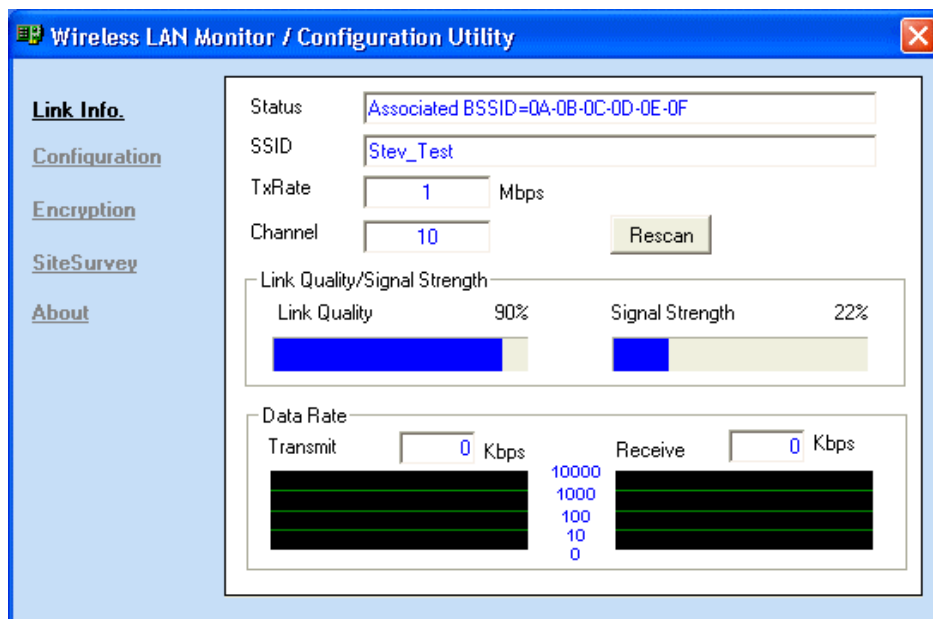 Wireless LAN Monitor / Configuration Utility
Link Info.
Configuration
Encryption
SiteSurvey
About
Status Associated BSSID=0A-0B-0C-0D-0E-0F
SSID Stev_Test
TxRate 1 Mbps
Channel 10 Rescan
Link Quality/Signal Strength
Link Quality 90% Signal Strength 22%
Data Rate
Transmit 0 Kbps Receive 0 Kbps
10000
1000
100
10
0